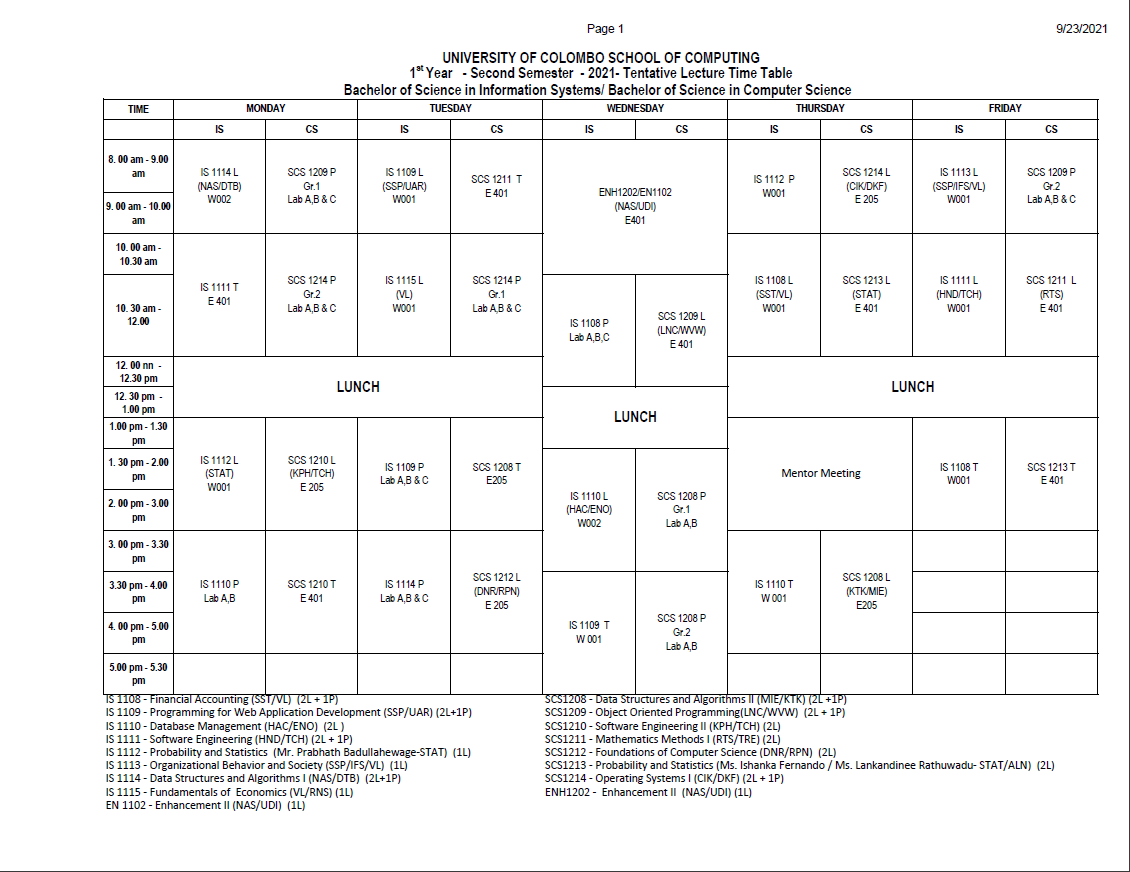 Page 1
9/23/2021
UNIVERSITY OF COLOMBO SCHOOL OF COMPUTING
1st Year - Second Semester - 2021- Tentative Lecture Time Table
Bachelor of Science in Information Systems/ Bachelor of Science in Computer Science
TIME MONDAY TUESDAY WEDNESDAY THURSDAY FRIDAY
IS CS IS CS IS CS IS CS IS CS
8. 00 am - 9.00
am
9. 00 am - 10.00
am
IS 1114 L
(NAS/DTB)
W002
SCS 1209 P
Gr.1
Lab A,B & C
IS 1109 L
(SSP/UAR)
W001
SCS 1211 T
E 401
ENH1202/EN1102
(NAS/UDI)
E401
IS 1112 P
W001
SCS 1214 L
(CIK/DKF)
E 205
IS 1113 L
(SSP/IFS/VL)
W001
SCS 1209 P
Gr.2
Lab A,B & C
10. 00 am -
10.30 am
10. 30 am -
12.00
IS 1111 T
E 401
SCS 1214 P
Gr.2
Lab A,B & C
IS 1115 L
(VL)
W001
SCS 1214 P
Gr.1
Lab A,B & C
IS 1108 P
Lab A,B,C
SCS 1209 L
(LNC/WVW)
E 401
IS 1108 L
(SST/VL)
W001
SCS 1213 L
(STAT)
E 401
IS 1111 L
(HND/TCH)
W001
SCS 1211 L
(RTS)
E 401
12. 00 nn -
12.30 pm
12. 30 pm -
1.00 pm
LUNCH
LUNCH
LUNCH
1.00 pm - 1.30
pm
1. 30 pm - 2.00
pm
2. 00 pm - 3.00
pm
IS 1112 L
(STAT)
W001
SCS 1210 L
(KPH/TCH)
E 205
IS 1109 P
Lab A,B & C
SCS 1208 T
E205
IS 1110 L
(HAC/ENO)
W002
SCS 1208 P
Gr.1
Lab A,B
Mentor Meeting
IS 1108 T
W001
SCS 1213 T
E 401
3. 00 pm - 3.30
pm
3.30 pm - 4.00
pm
4. 00 pm - 5.00
pm
5.00 pm - 5.30
pm
IS 1110 P
Lab A,B
SCS 1210 T
E 401
IS 1114 P
Lab A,B & C
SCS 1212 L
(DNR/RPN)
E 205
IS 1109 T
W 001
SCS 1208 P
Gr.2
Lab A,B
IS 1110 T
W 001
SCS 1208 L
(KTK/MIE)
E205
IS 1108 - Financial Accounting (SST/VL) (2L + 1P)
IS 1109 - Programming for Web Application Development (SSP/UAR) (2L+1P)
IS 1110 - Database Management (HAC/ENO) (2L )
IS 1111 - Software Engineering (HND/TCH) (2L + 1P)
IS 1112 - Probability and Statistics (Mr. Prabhath Badullahewage-STAT) (1L)
IS 1113 - Organizational Behavior and Society (SSP/IFS/VL) (1L)
IS 1114 - Data Structures and Algorithms I (NAS/DTB) (2L+1P)
IS 1115 - Fundamentals of Economics (VL/RNS) (1L)
EN 1102 - Enhancement II (NAS/UDI) (1L)
SCS1208 - Data Structures and Algorithms II (MIE/KTK) (2L +1P)
SCS1209 - Object Oriented Programming(LNC/WVW) (2L + 1P)
SCS1210 - Software Engineering II (KPH/TCH) (2L)
SCS1211 - Mathematics Methods I (RTS/TRE) (2L)
SCS1212 - Foundations of Computer Science (DNR/RPN) (2L)
SCS1213 - Probability and Statistics (Ms. Ishanka Fernando / Ms. Lankandinee Rathuwadu- STAT/ALN) (2L)
SCS1214 - Operating Systems I (CIK/DKF) (2L + 1P)
ENH1202 - Enhancement II (NAS/UDI) (1L)